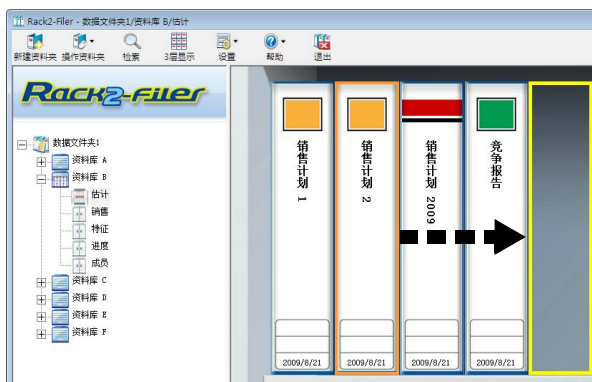 Rack2-Filer - 数据文件夹1/资料库 B/估计
新建资料夹 操作资料夹 检索 3层显示 设置 帮助 退出
Rack2-Filer
数据文件夹1
资料库 A
资料库 B
估计
销售
特征
进度
成员
资料库 C
资料库 D
资料库 E
资料库 F
销售计划 1
销售计划 2
销售计划 2009
竞争报告
2009/8/21
2009/8/21
2009/8/21
2009/8/21